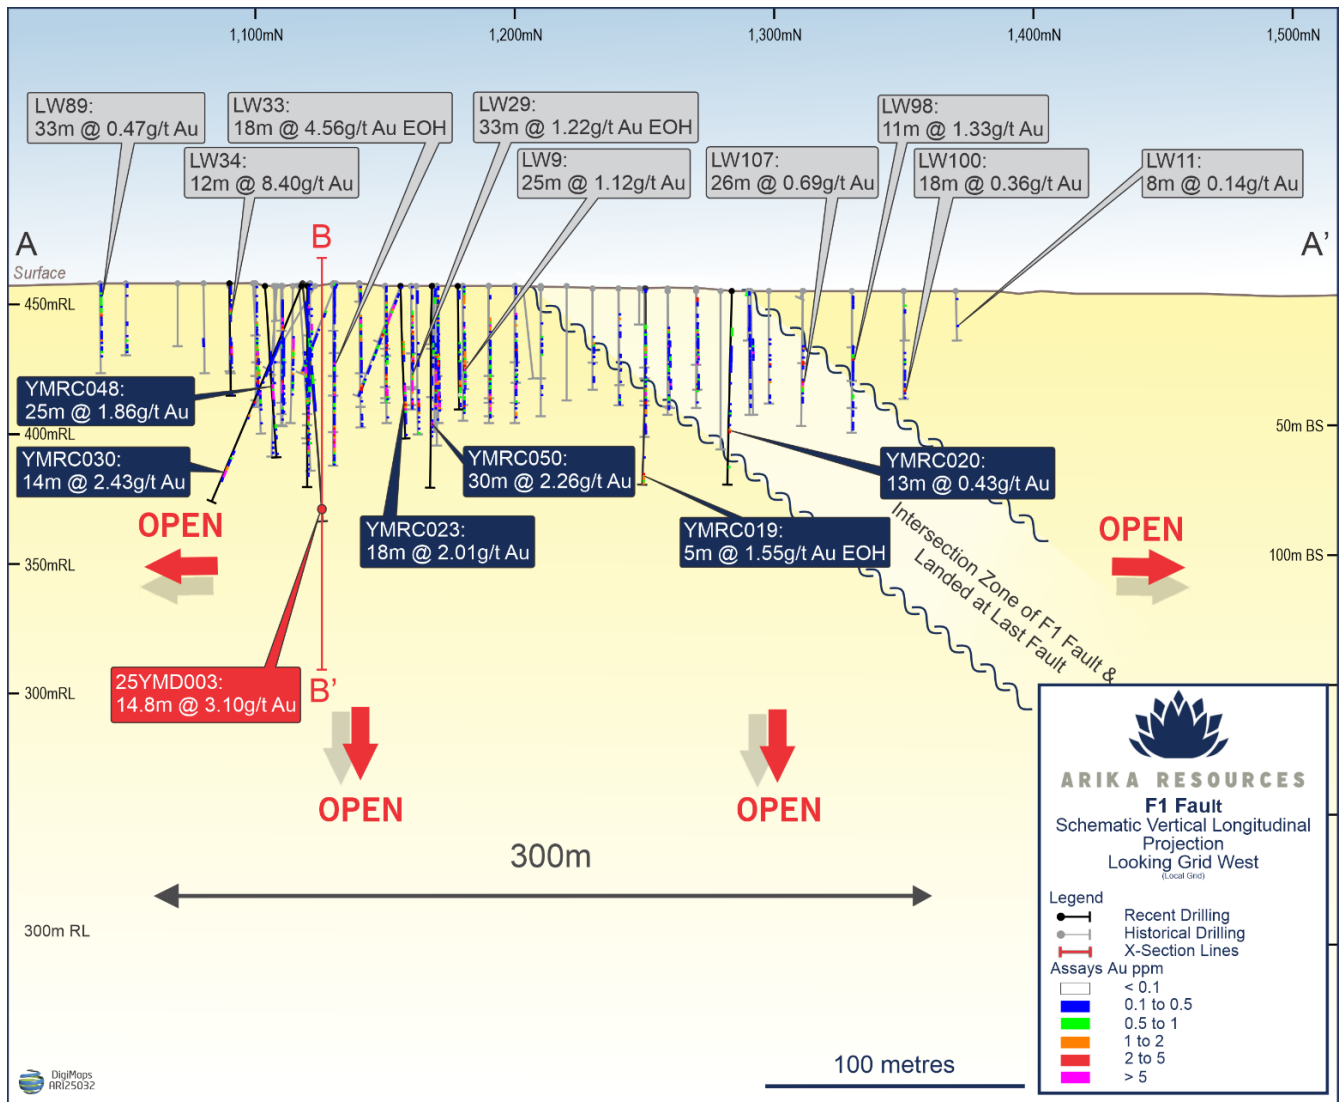 1,100mN
1,200mN
1,300mN
1,400mN
1,500mN
LW89:
33m @ 0.47g/t Au
LW33:
18m @ 4.56g/t Au EOH
LW29:
33m @ 1.22g/t Au EOH
LW98:
11m @ 1.33g/t Au
LW34:
12m @ 8.40g/t Au
LW9:
25m @ 1.12g/t Au
LW107:
26m @ 0.69g/t Au
LW100:
18m @ 0.36g/t Au
LW11:
8m @ 0.14g/t Au
A
B
A'
Surface
450mRL
YMRC048:
25m @ 1.86g/t Au
400mRL
50m BS
YMRC030:
14m @ 2.43g/t Au
YMRC050:
30m @ 2.26g/t Au
YMRC020:
13m @ 0.43g/t Au
OPEN
YMRC023:
18m @ 2.01g/t Au
YMRC019:
5m @ 1.55g/t Au EOH
Intersection Zone of F1 Fault &
Landed at Last Fault
OPEN
350mRL
100m BS
25YMD003:
14.8m @ 3.10g/t Au
B'
300mRL
OPEN
OPEN
300m
300m RL
ARIKA RESOURCES
F1 Fault
Schematic Vertical Longitudinal
Projection
Looking Grid West
(Local Grid)
Legend
Recent Drilling
Historical Drilling
X-Section Lines
Assays Au ppm
< 0.1
0.1 to 0.5
0.5 to 1
1 to 2
2 to 5
> 5
100 metres
DigiMaps
ARI25032